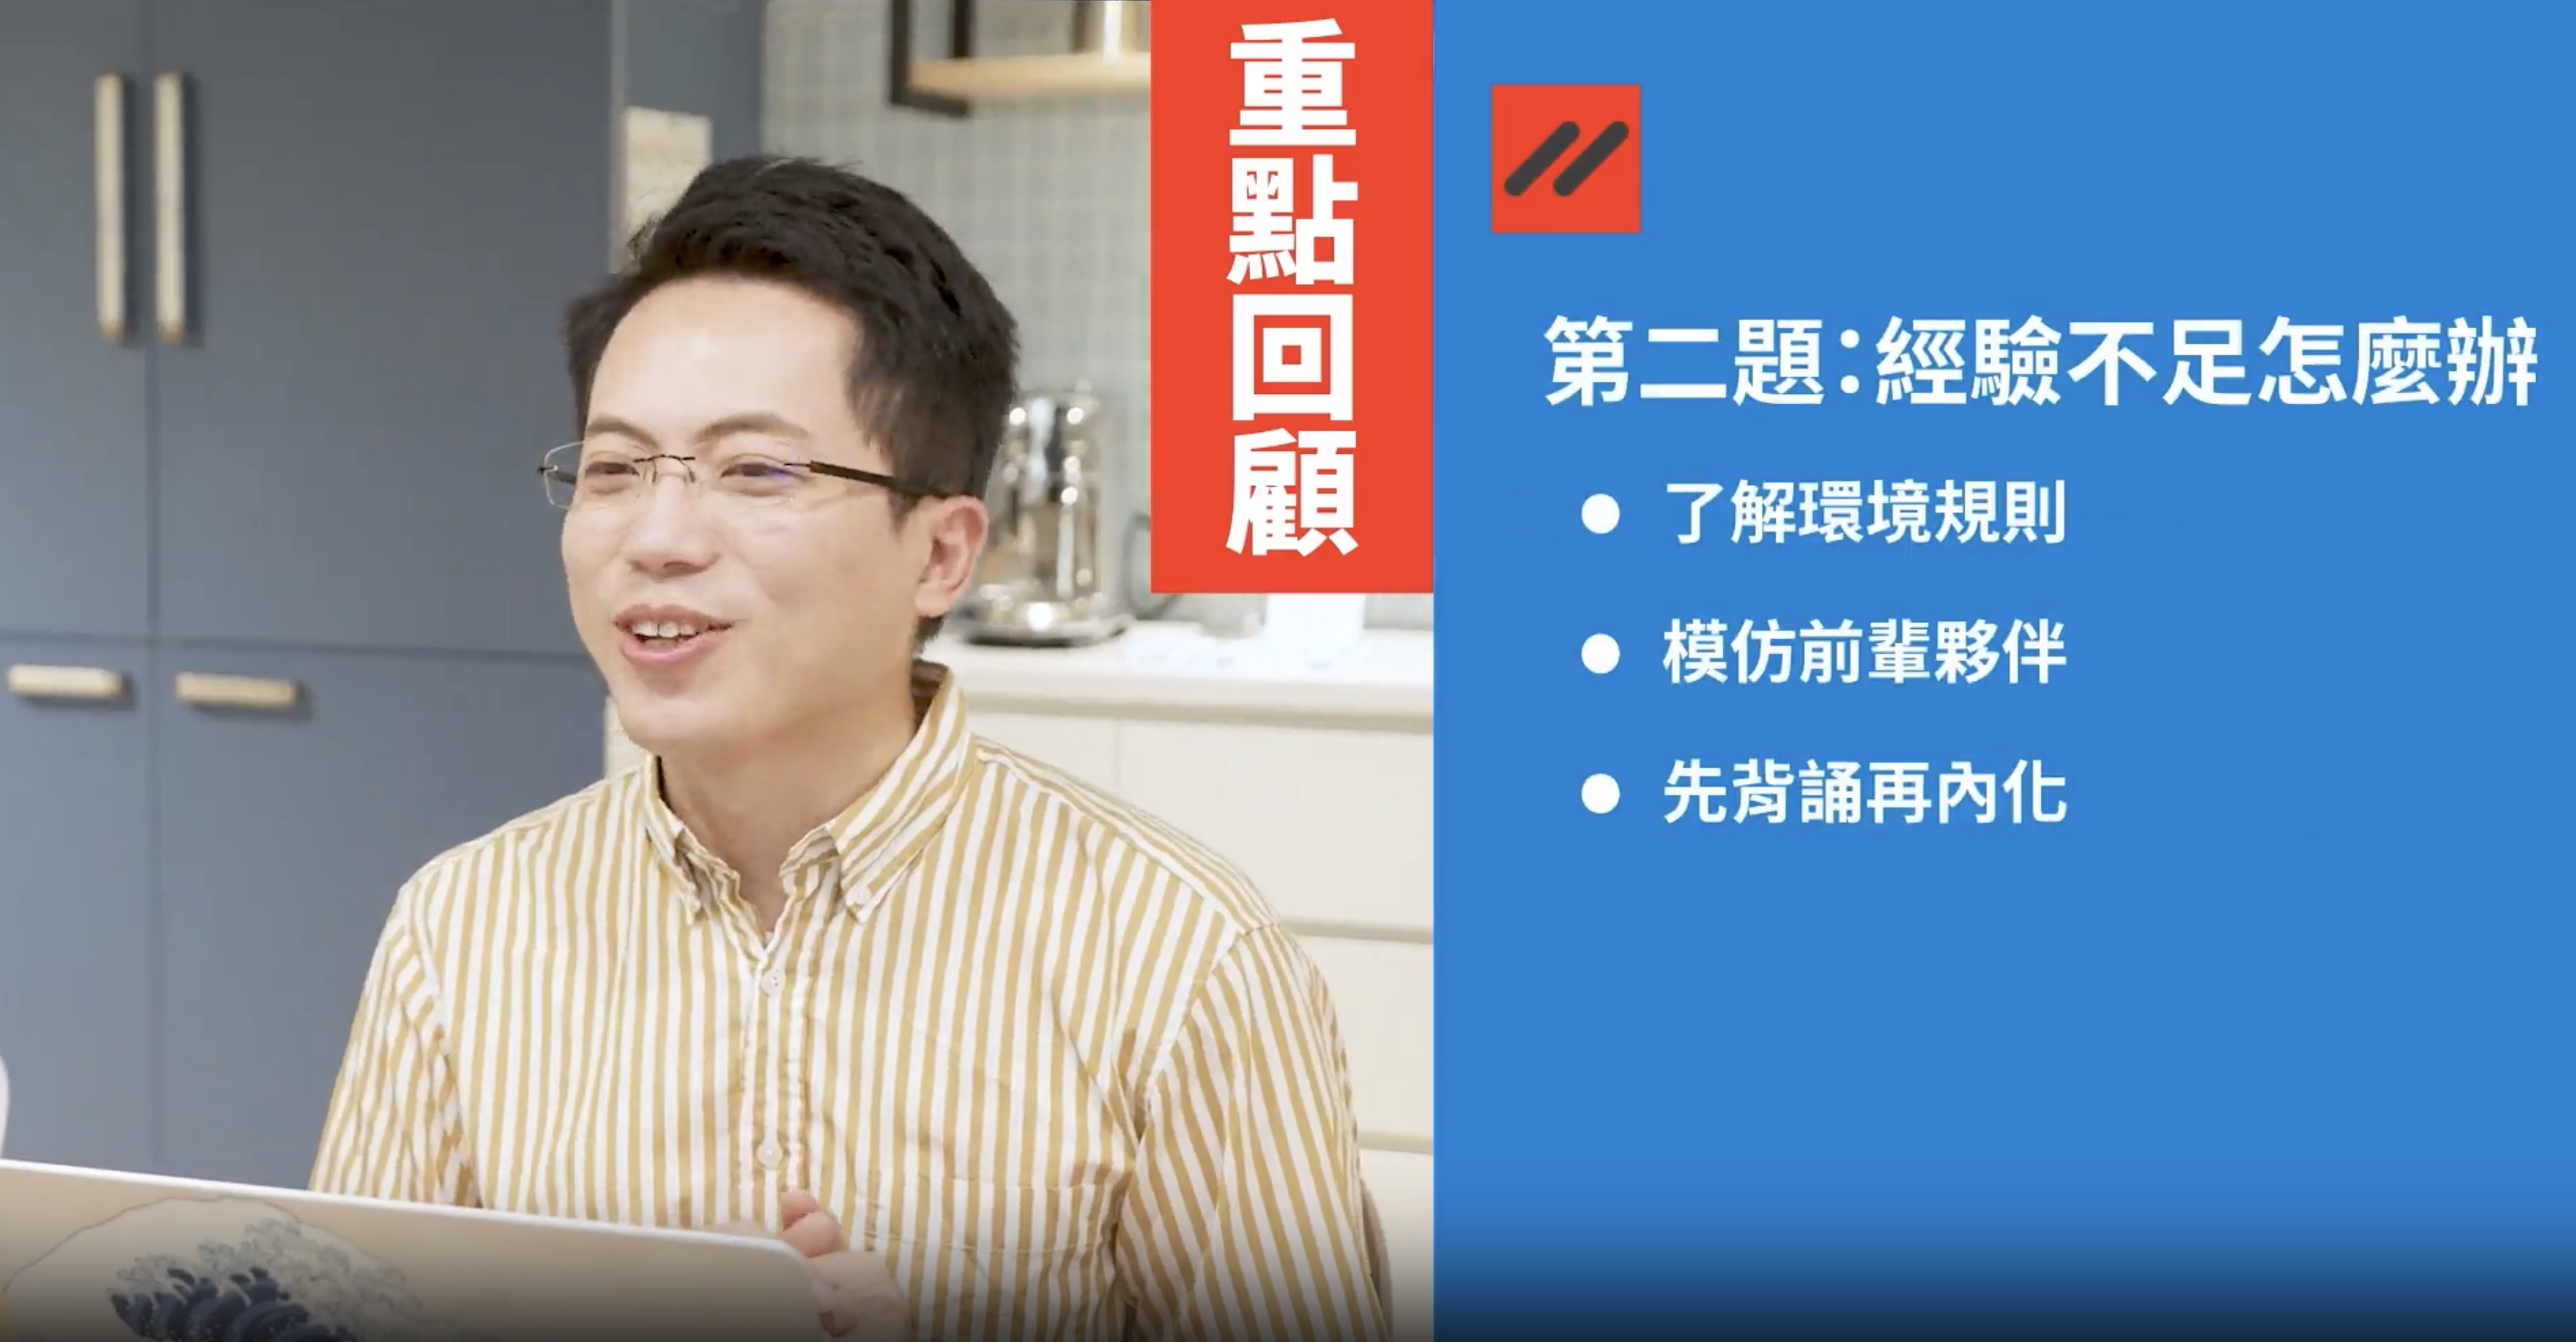 重點回顧
第二題：經驗不足怎麼辦
● 了解環境規則
● 模仿前輩夥伴
● 先背誦再內化